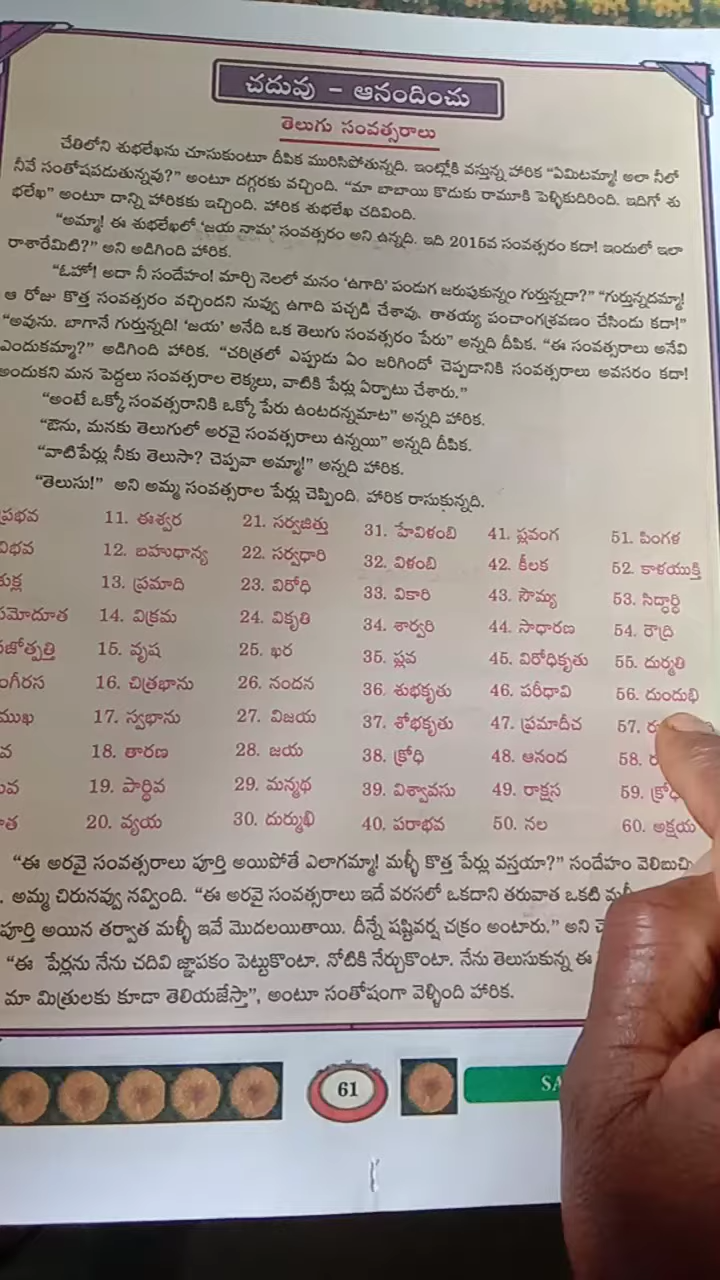 చదువు – ఆనందించు
తెలుగు సంవత్సరాలు
చేతిలోని శుభలేఖను చూసుకుంటూ దీపిక మురిసిపోతున్నది. ఇంట్లోకి వస్తున్న హారిక “ఏమిటమ్మా! అలా నీలో
నీవే సంతోషపడుతున్నవు?” అంటూ దగ్గరకు వచ్చింది. “మా బాబాయి కొడుకు రామూకి పెళ్ళికుదిరింది. ఇదిగో శు
భలేఖ” అంటూ దాన్ని హారికకు ఇచ్చింది. హారిక శుభలేఖ చదివింది.
“అమ్మా! ఈ శుభలేఖలో ‘జయ నామ’ సంవత్సరం అని ఉన్నది. ఇది 2015వ సంవత్సరం కదా! ఇందులో ఇలా
రాశారేమిటి?” అని అడిగింది హారిక.
“ఓహో! అదా నీ సందేహం! మార్చి నెలలో మనం ‘ఉగాది’ పండుగ జరుపుకున్నం గుర్తున్నదా?” “గుర్తున్నదమ్మా!
ఆ రోజు కొత్త సంవత్సరం వచ్చిందని నువ్వు ఉగాది పచ్చడి చేశావు. తాతయ్య పంచాంగశ్రవణం చేసిండు కదా!”
“అవును. బాగానే గుర్తున్నది! ‘జయ’ అనేది ఒక తెలుగు సంవత్సరం పేరు” అన్నది దీపిక. “ఈ సంవత్సరాలు అనేవి
ఎందుకమ్మా?” అడిగింది హారిక. “చరిత్రలో ఎప్పుడు ఏం జరిగిందో చెప్పడానికి సంవత్సరాలు అవసరం కదా!
అందుకని మన పెద్దలు సంవత్సరాల లెక్కలు, వాటికి పేర్లు ఏర్పాటు చేశారు.”
“అంటే ఒక్కో సంవత్సరానికి ఒక్కో పేరు ఉంటదన్నమాట” అన్నది హారిక.
“ఔను, మనకు తెలుగులో అరవై సంవత్సరాలు ఉన్నయి” అన్నది దీపిక.
“వాటిపేర్లు నీకు తెలుసా? చెప్పవా అమ్మా!” అన్నది హారిక.
“తెలుసు!” అని అమ్మ సంవత్సరాల పేర్లు చెప్పింది. హారిక రాసుకున్నది.
ప్రభవ 11. ఈశ్వర 21. సర్వజిత్తు 31. హేవిళంబి 41. ప్లవంగ 51. పింగళ
విభవ 12. బహుధాన్య 22. సర్వధారి 32. విళంబి 42. కీలక 52. కాళయుక్తి
శుక్ల 13. ప్రమాది 23. విరోధి 33. వికారి 43. సౌమ్య 53. సిద్ధార్థి
మోదూత 14. విక్రమ 24. వికృతి 34. శార్వరి 44. సాధారణ 54. రౌద్రి
జోత్పత్తి 15. వృష 25. ఖర 35. ప్లవ 45. విరోధికృతు 55. దుర్మతి
ంగీరస 16. చిత్రభాను 26. నందన 36. శుభకృతు 46. పరీధావి 56. దుందుభి
ముఖ 17. స్వభాను 27. విజయ 37. శోభకృతు 47. ప్రమాదీచ 57.
వ 18. తారణ 28. జయ 38. క్రోధి 48. ఆనంద 58.
వ 19. పార్థివ 29. మన్మథ 39. విశ్వావసు 49. రాక్షస 59. క్రో
త 20. వ్యయ 30. దుర్ముఖి 40. పరాభవ 50. నల 60. అక్షయ
“ఈ అరవై సంవత్సరాలు పూర్తి అయిపోతే ఎలాగమ్మా! మళ్ళీ కొత్త పేర్లు వస్తయా?” సందేహం వెలిబుచ్చి
. అమ్మ చిరునవ్వు నవ్వింది. “ఈ అరవై సంవత్సరాలు ఇదే వరసలో ఒకదాని తరువాత ఒకటి
పూర్తి అయిన తర్వాత మళ్ళీ ఇవే మొదలయితాయి. దీన్నే షష్టివర్ష చక్రం అంటారు.” అని
“ఈ పేర్లను నేను చదివి జ్ఞాపకం పెట్టుకొంటా. నోటికి నేర్చుకొంటా. నేను తెలుసుకున్న ఈ
మా మిత్రులకు కూడా తెలియజేస్తా”, అంటూ సంతోషంగా వెళ్ళింది హారిక.
61
SA